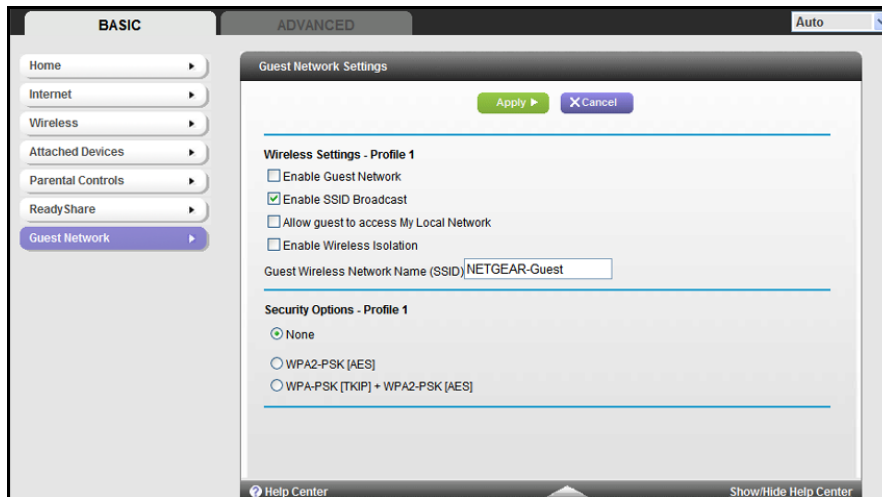 BASIC
ADVANCED
Auto
Home
Internet
Wireless
Attached Devices
Parental Controls
ReadyShare
Guest Network
Guest Network Settings
Apply
Cancel
Wireless Settings - Profile 1
Enable Guest Network
Enable SSID Broadcast
Allow guest to access My Local Network
Enable Wireless Isolation
Guest Wireless Network Name (SSID) NETGEAR-Guest
Security Options - Profile 1
None
WPA2-PSK [AES]
WPA-PSK [TKIP] + WPA2-PSK [AES]
Help Center
Show/Hide Help Center